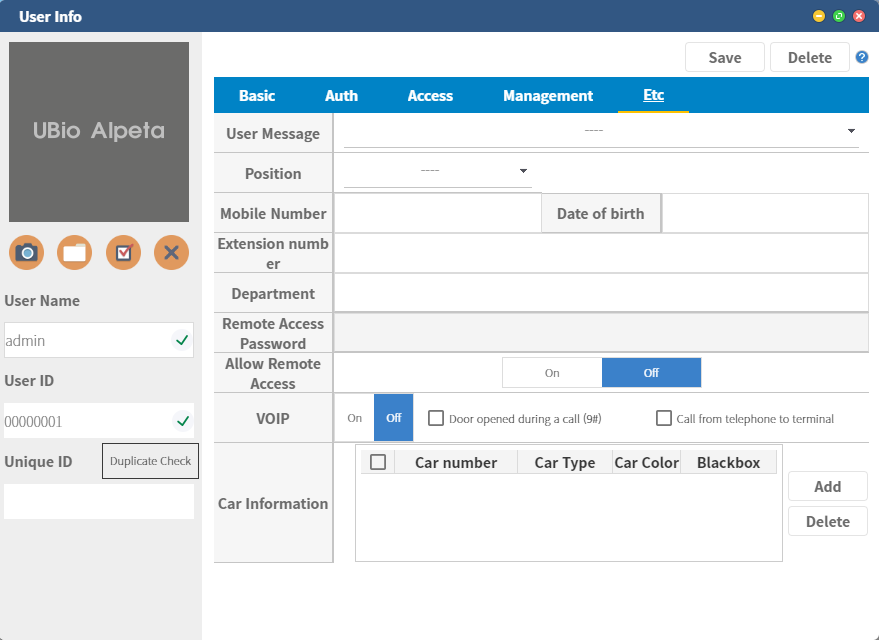 User Info
Save
Delete
?
UBio Alpeta
Basic
Auth
Access
Management
Etc
User Message
----
Position
----
Mobile Number
Date of birth
Extension numb
er
Department
Remote Access
Password
Allow Remote
Access
On
Off
VOIP
On
Off
Door opened during a call (9#)
Call from telephone to terminal
Car Information
Car number
Car Type
Car Color
Blackbox
Add
Delete
User Name
admin
User ID
00000001
Unique ID
Duplicate Check